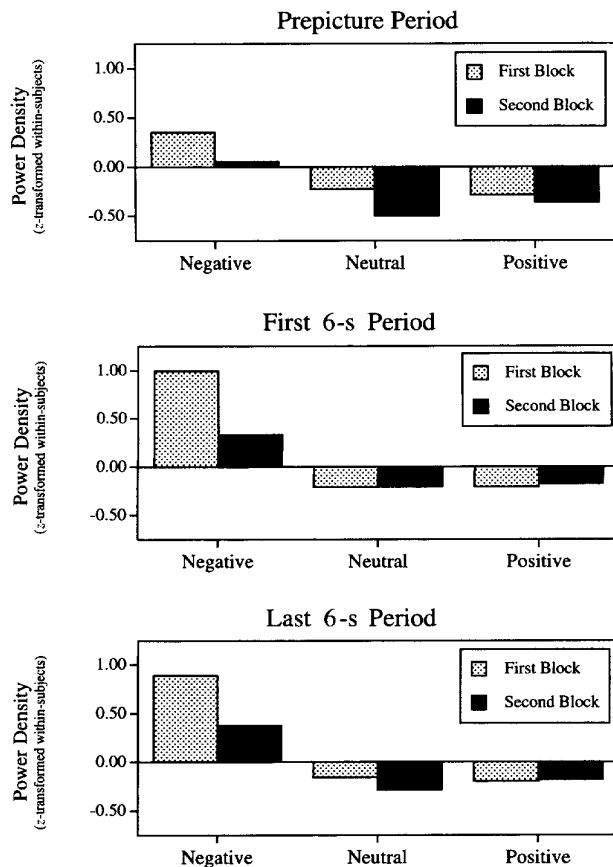 Prepicture Period
Power Density
(z-transformed within-subjects)
1.00
0.50
0.00
-0.50
First Block
Second Block
Negative Neutral Positive
First 6-s Period
Power Density
(z-transformed within-subjects)
1.00
0.50
0.00
-0.50
First Block
Second Block
Negative Neutral Positive
Last 6-s Period
Power Density
(z-transformed within-subjects)
1.00
0.50
0.00
-0.50
First Block
Second Block
Negative Neutral Positive